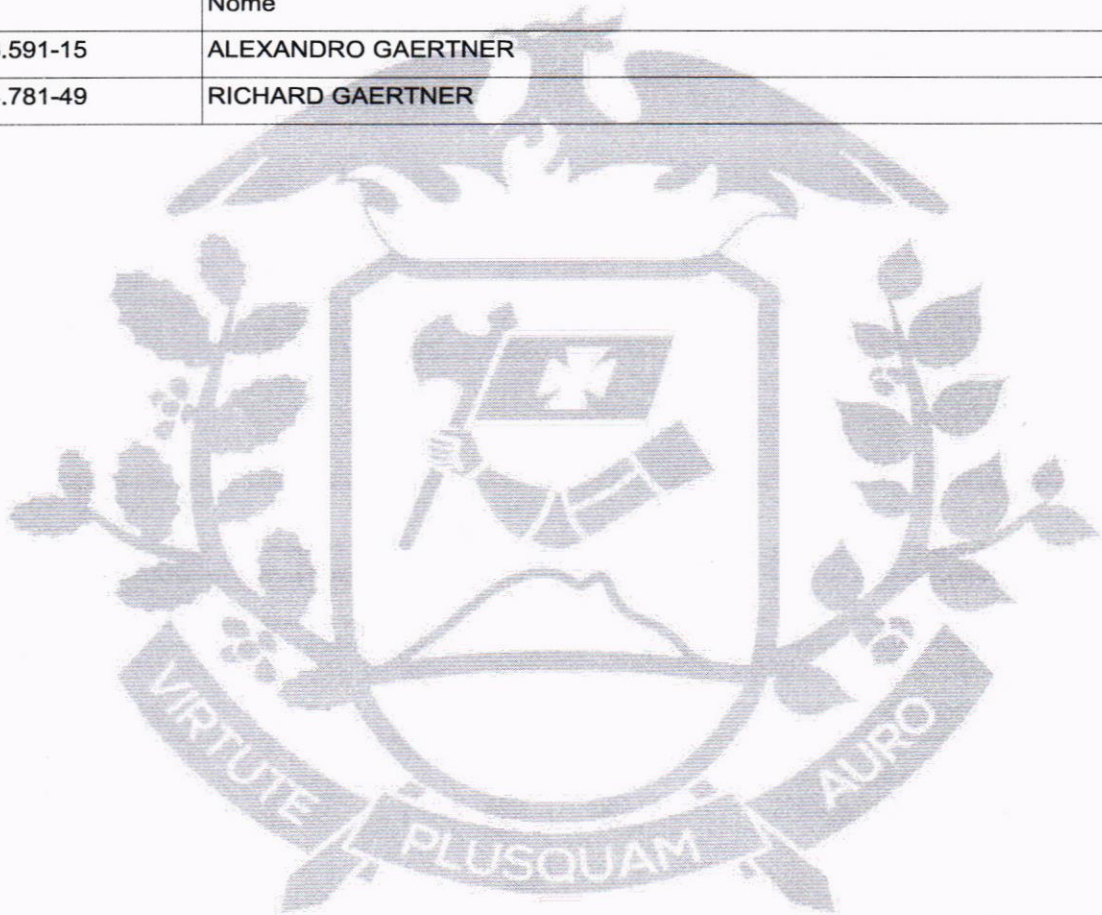 Nome
.591-15 ALEXANDRO GAERTNER
.781-49 RICHARD GAERTNER
VIRTUTE PLUSQUAM AURO